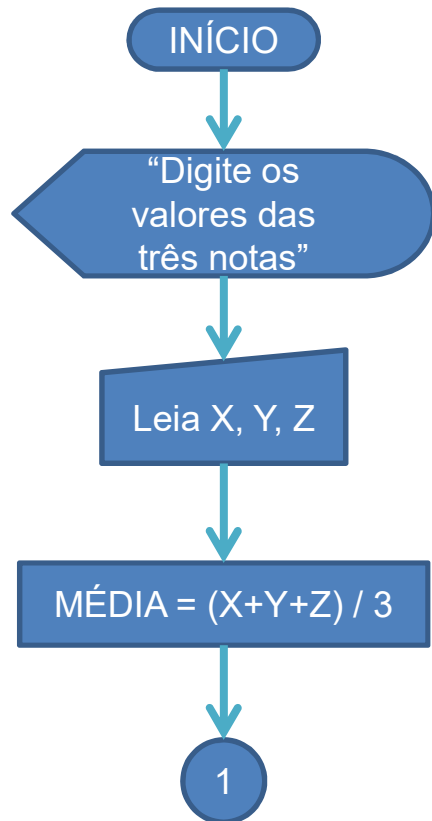 INÍCIO
“Digite os
valores das
três notas”
Leia X, Y, Z
MÉDIA = (X+Y+Z) / 3
1